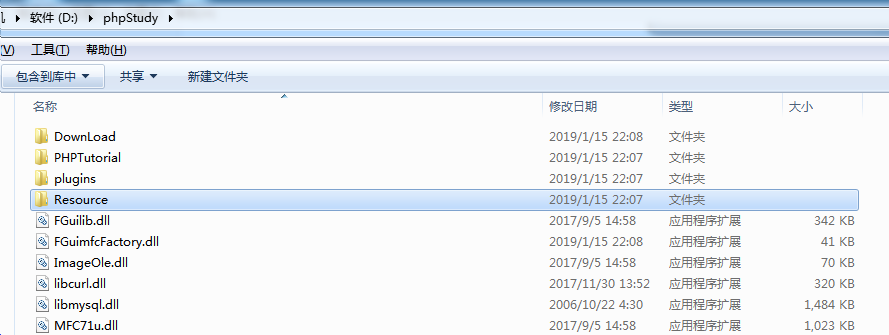 软件 (D:) phpStudy
(V) 工具(T) 帮助(H)
包含到库中 共享 新建文件夹
名称 修改日期 类型 大小
DownLoad 2019/1/15 22:08 文件夹
PHPTutorial 2019/1/15 22:07 文件夹
plugins 2019/1/15 22:07 文件夹
Resource 2019/1/15 22:07 文件夹
FGuilib.dll 2017/9/5 14:58 应用程序扩展 342 KB
FGuimfcFactory.dll 2019/1/15 22:08 应用程序扩展 41 KB
ImageOle.dll 2017/9/5 14:58 应用程序扩展 70 KB
libcurl.dll 2017/11/30 13:52 应用程序扩展 320 KB
libmysql.dll 2006/10/22 4:30 应用程序扩展 1,484 KB
MFC71u.dll 2017/9/5 14:58 应用程序扩展 1,023 KB